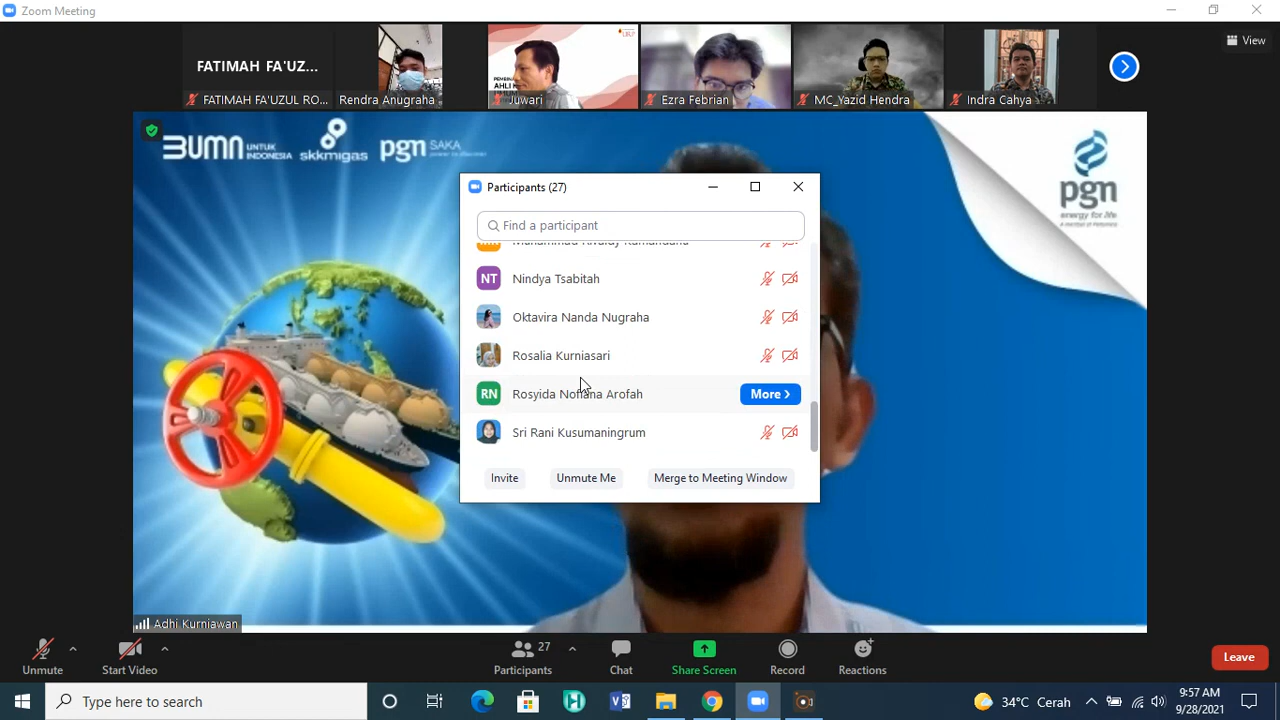 Zoom Meeting
View
FATIMAH FA'UZ...
FATIMAH FA'UZUL RO...
Rendra Anugraha
Juwari
Ezra Febrian
MC_Yazid Hendra
Indra Cahya
BUMN UNTUK
INDONESIA
skkmigas
pgn SAKA
pgn
energy for life
Participants (27)
Find a participant
NT Nindya Tsabitah
Oktavira Nanda Nugraha
Rosalia Kurniasari
RN Rosyida Arofah
More >
Sri Rani Kusumaningrum
Invite
Unmute Me
Merge to Meeting Window
Adhi Kurniawan
Unmute
Start Video
27
Participants
Chat
Share Screen
Record
Reactions
Leave
Type here to search
34°C Cerah
9:57 AM
9/28/2021